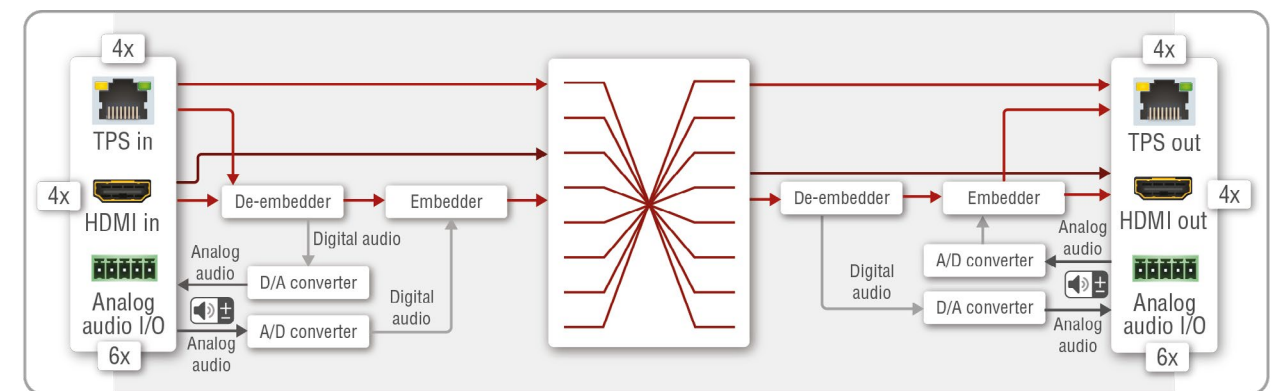 4x
TPS in
4x
HDMI in
Analog
audio I/O
6x
De-embedder
Embedder
Digital audio
Analog
audio
D/A converter
Digital
audio
A/D converter
Analog
audio
De-embedder
Embedder
Analog
audio
A/D converter
Digital
audio
D/A converter
Analog
audio
4x
TPS out
4x
HDMI out
Analog
audio I/O
6x